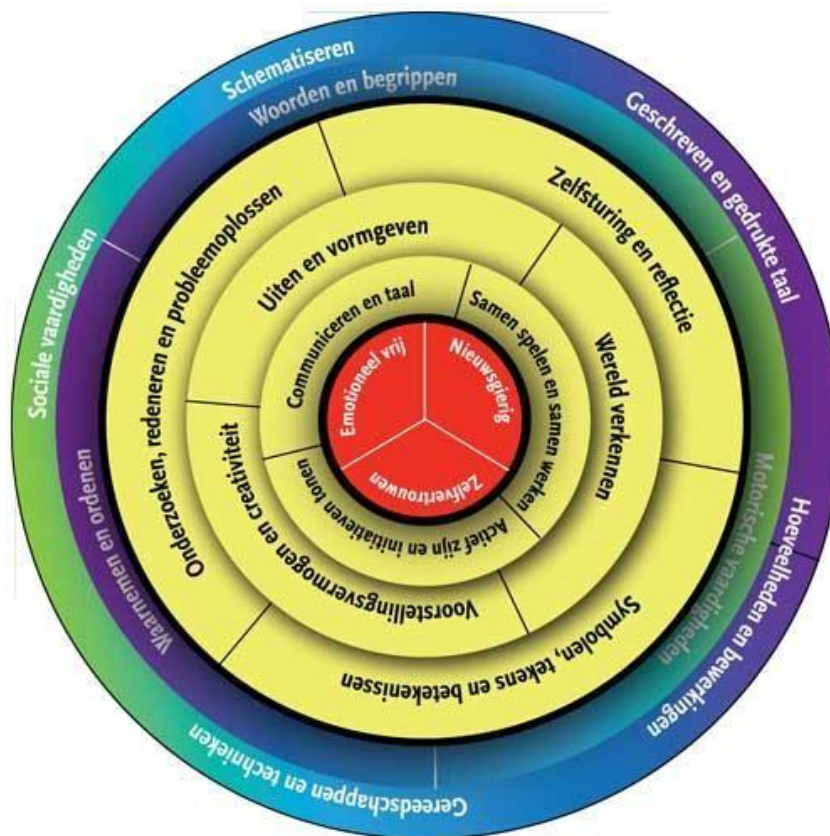 Schematiseren
Woorden en begrippen
Geschreven en gedrukte taal
Sociale vaardigheden
Onderzoeken, redeneren en probleemoplossen
Zelfsturing en reflectie
Uiten en vormgeven
Communiceren en taal
Samen spelen en samen werken
Wereld verkennen
Emotioneel vrij
Nieuwsgierig
Zelfvertrouwen
Actief zijn en initiatieven tonen
Voorstellingsvermogen en creativiteit
Waarnemen en ordenen
Motorische vaardigheden
Hoeveelheden en bewerkingen
Symbolen, tekens en betekenissen
Gereedschappen en technieken